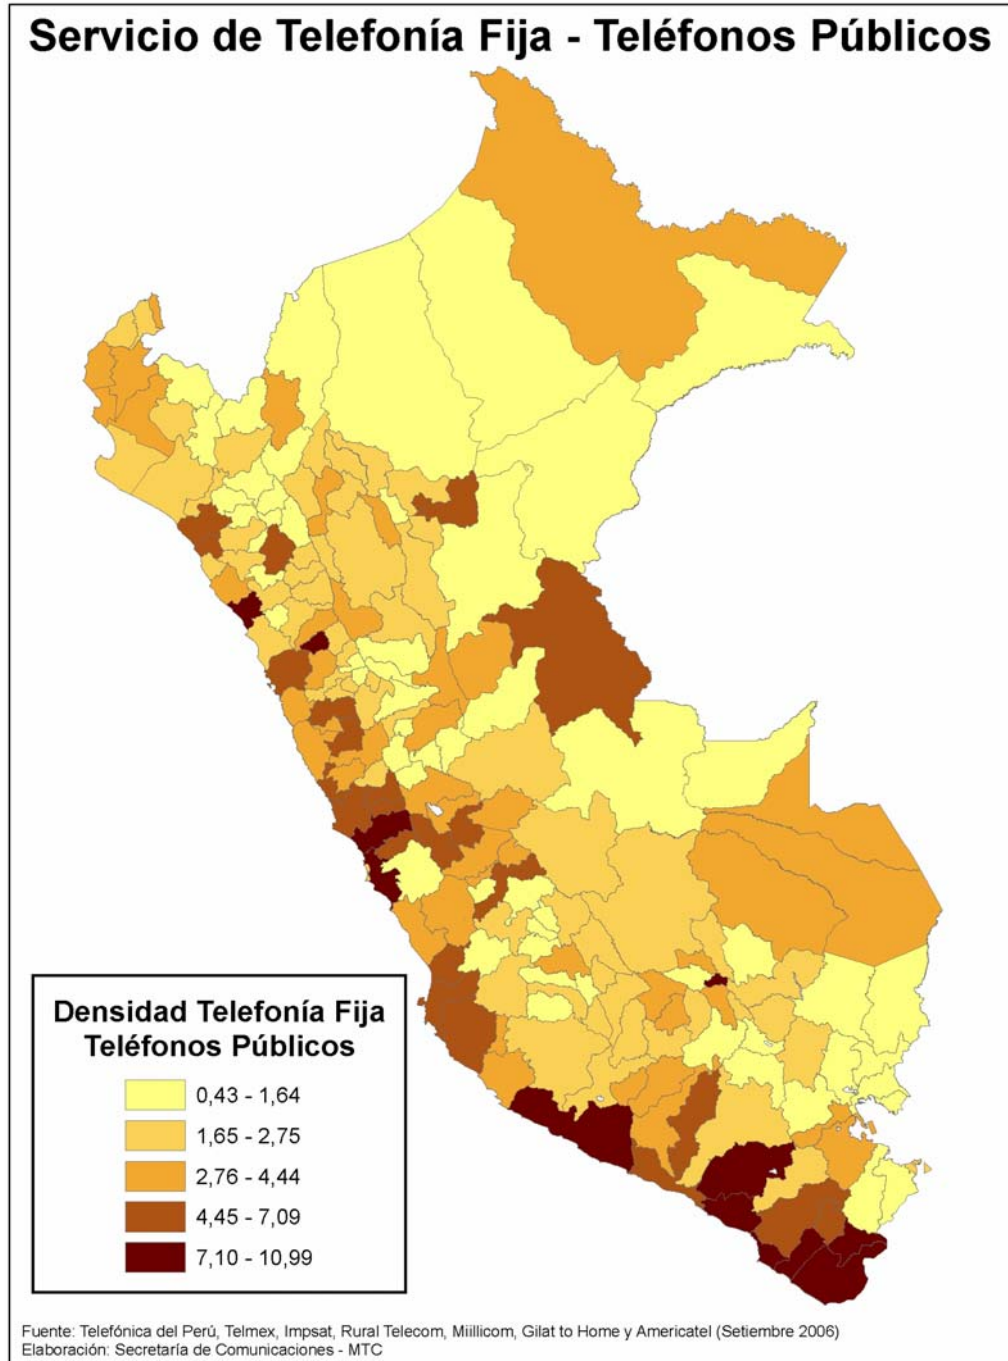 Servicio de Telefonía Fija - Teléfonos Públicos
Densidad Telefonía Fija
Teléfonos Públicos
0,43 - 1,64
1,65 - 2,75
2,76 - 4,44
4,45 - 7,09
7,10 - 10,99
Fuente: Telefónica del Perú, Telmex, Impsat, Rural Telecom, Miillicom, Gilat to Home y Americatel (Setiembre 2006)
Elaboración: Secretaría de Comunicaciones - MTC